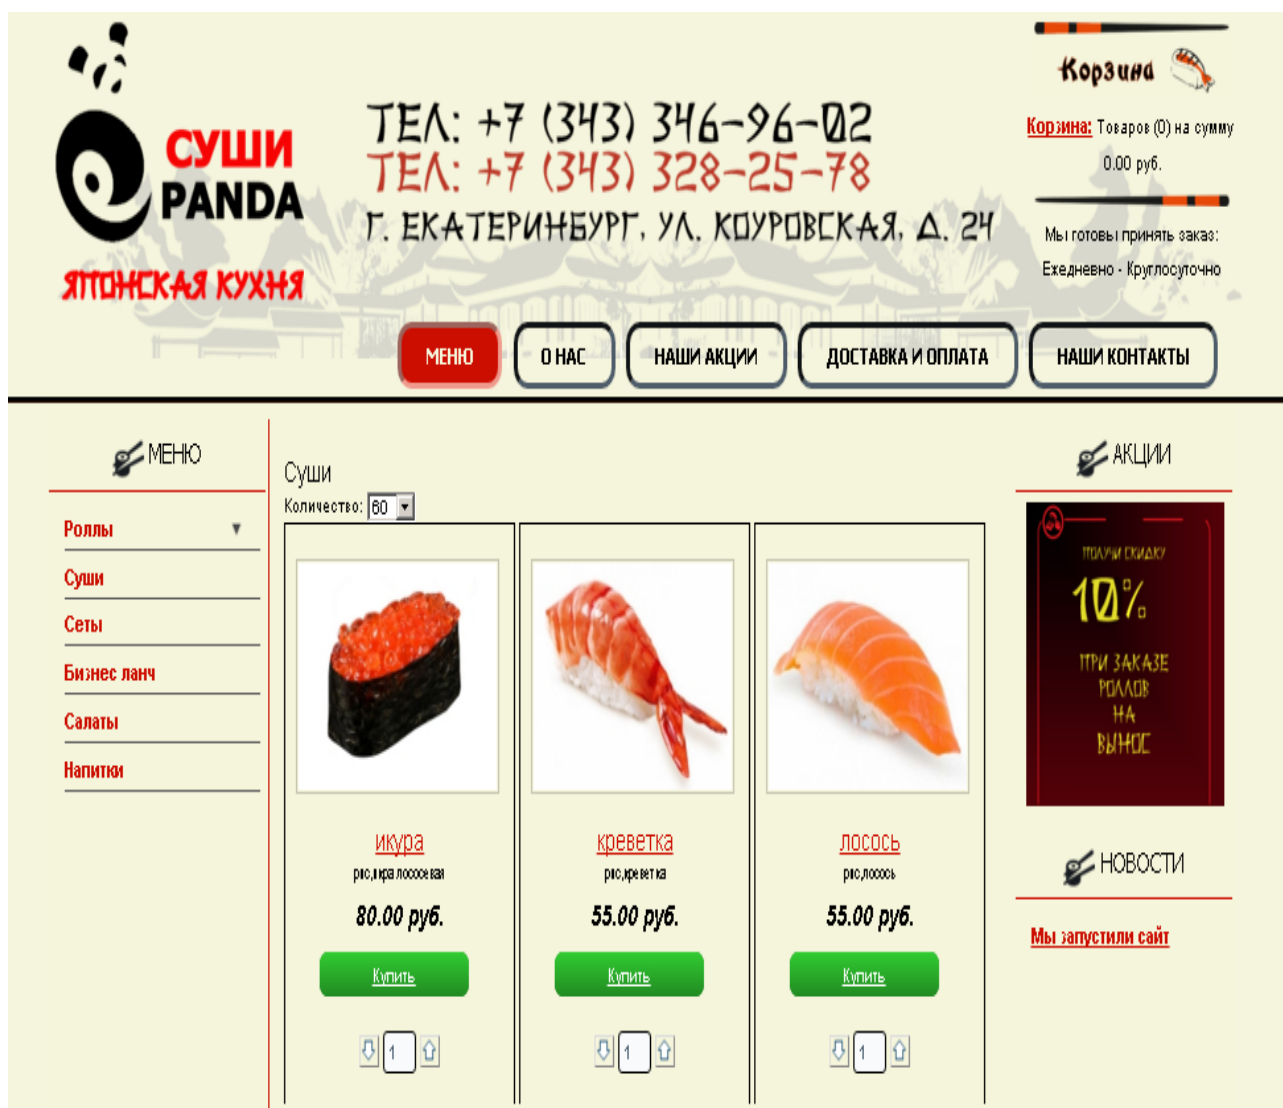 СУШИ
PANDA
ЯПОНСКАЯ КУХНЯ
ТЕЛ: +7 (343) 346-96-02
ТЕЛ: +7 (343) 328-25-78
Г. ЕКАТЕРИНБУРГ, УЛ. КОУРОВСКАЯ, Д. 24
Корзина
Корзина: Товаров (0) на сумму
0.00 руб.
Мы готовы принять заказ:
Ежедневно - Круглосуточно
МЕНЮ
О НАС
НАШИ АКЦИИ
ДОСТАВКА И ОПЛАТА
НАШИ КОНТАКТЫ
МЕНЮ
Роллы
Суши
Сеты
Бизнес ланч
Салаты
Напитки
Суши
Количество: 60
икура
рис,икра лососевая
80.00 руб.
Купить
1
креветка
рис,креветка
55.00 руб.
Купить
1
лосось
рис,лосось
55.00 руб.
Купить
1
АКЦИИ
ПОЛУЧИ СКИДКУ
10%
ПРИ ЗАКАЗЕ
РОЛЛОВ
НА
ВЫНОС
НОВОСТИ
Мы запустили сайт